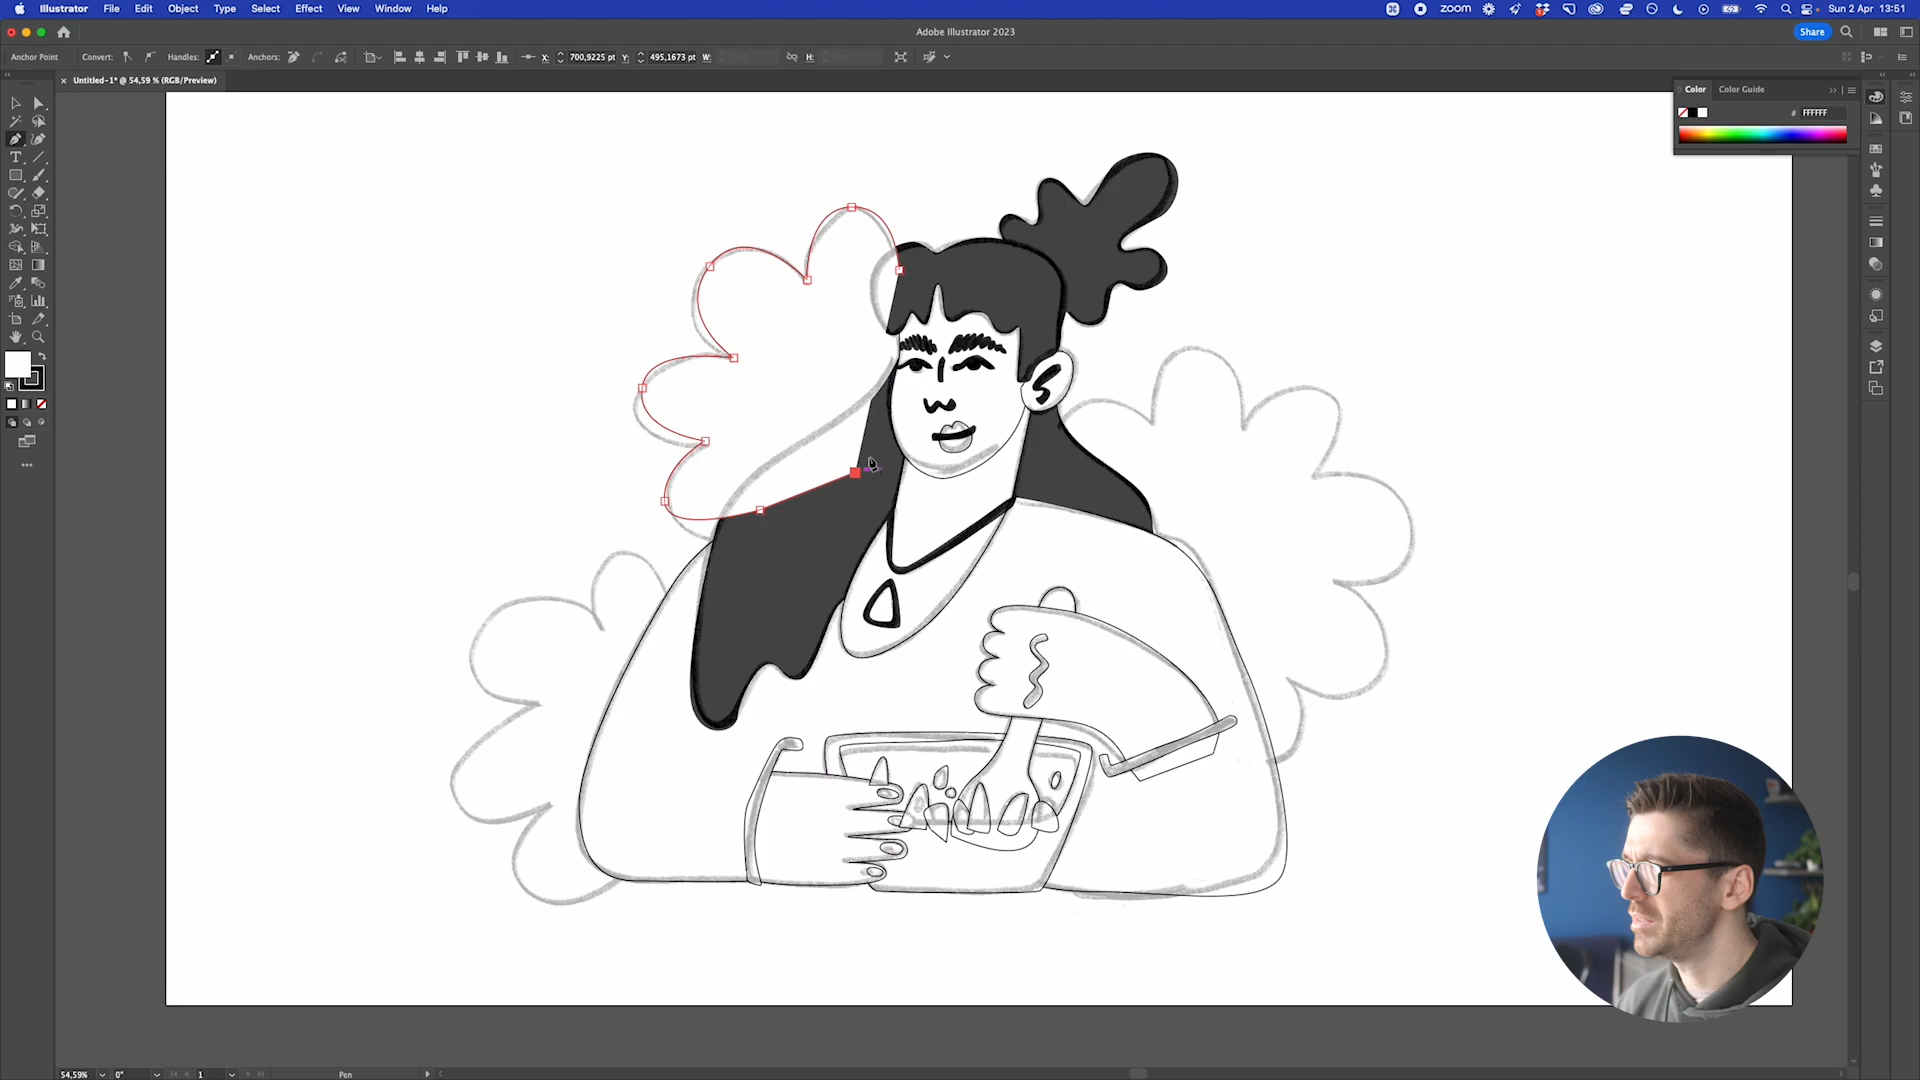 Illustrator File Edit Object Type Select Effect View Window Help zoom Sun 2 Apr 13:51
Adobe Illustrator 2023 Share
Anchor Point Convert: Handles: Anchors: X: 700,9225 pt Y: 495,1673 pt W: H:
× Untitled-1* @ 54,59 % (RGB/Preview)
Color Color Guide
# FFFFFF
54,59% 0° 1 Pen